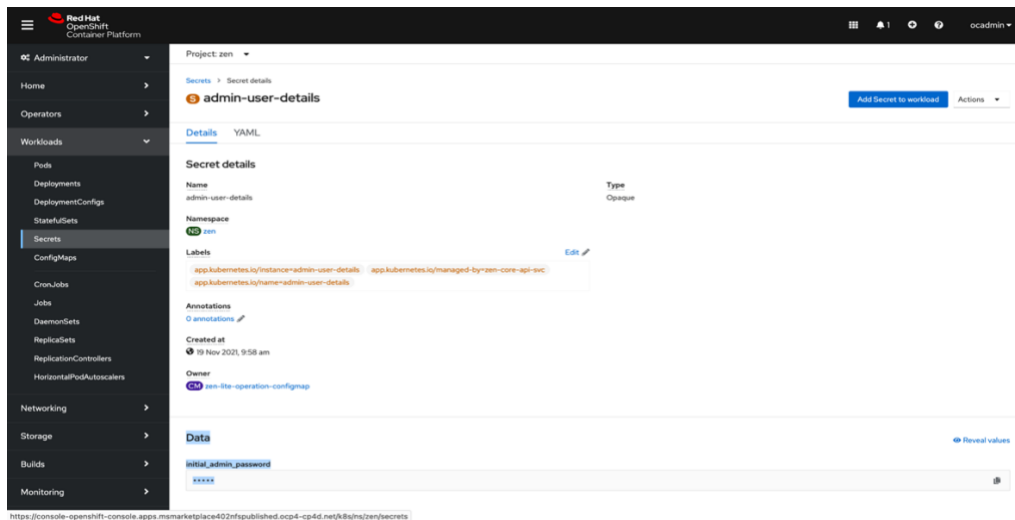 Red Hat
OpenShift
Container Platform
1
ocadmin
Administrator
Home
Operators
Workloads
Pods
Deployments
DeploymentConfigs
StatefulSets
Secrets
ConfigMaps
CronJobs
Jobs
DaemonSets
ReplicaSets
ReplicationControllers
HorizontalPodAutoscalers
Networking
Storage
Builds
Monitoring
Project: zen
Secrets > Secret details
S admin-user-details
Add Secret to workload
Actions
Details YAML
Secret details
Name
admin-user-details
Type
Opaque
Namespace
NS zen
Labels
Edit
app.kubernetes.io/instance=admin-user-details app.kubernetes.io/managed-by=zen-core-api-svc
app.kubernetes.io/name=admin-user-details
Annotations
0 annotations
Created at
19 Nov 2021, 9:58 am
Owner
CM zen-lite-operation-configmap
Data
Reveal values
initial_admin_password
•••••
https://console-openshift-console.apps.msmarketplace402nfspublished.ocp4-cp4d.net/k8s/ns/zen/secrets